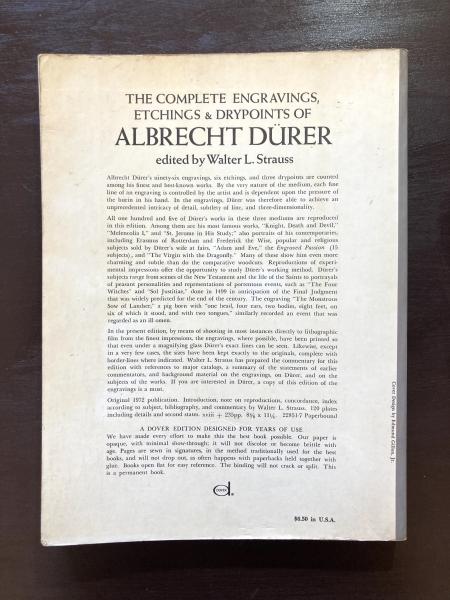 THE COMPLETE ENGRAVINGS,
ETCHINGS & DRYPOINTS OF
ALBRECHT DÜRER
edited by Walter L. Strauss
Albrecht Dürer's ninety-six engravings, six etchings, and three drypoints are counted
among his finest and best-known works. By the very nature of the medium, each fine
line of an engraving is controlled by the artist and is dependent upon the pressure of
the burin in his hand. In the engravings, Dürer was therefore able to achieve an
unprecedented intricacy of detail, subtlety of line, and three-dimensionality.
All one hundred and five of Dürer's works in these three mediums are reproduced
in this edition. Among them are his most famous works, "Knight, Death and Devil,"
"Melencolia I," and "St. Jerome in His Study;" also portraits of his contemporaries,
including Erasmus of Rotterdam and Frederick the Wise, popular and religious
subjects sold by Dürer's wife at fairs, "Adam and Eve," the Engraved Passion (15
subjects), and "The Virgin with the Dragonfly." Many of these show him even more
charming and subtle than do the comparative woodcuts. Reproductions of experi-
mental impressions offer the opportunity to study Dürer's working method. Dürer's
subjects range from scenes of the New Testament and the life of the Saints to portrayals
of peasant personalities and representations of portentous events, such as "The Four
Witches" and "Sol Justitiae," done in 1499 in anticipation of the Final Judgment
that was widely predicted for the end of the century. The engraving "The Monstrous
Sow of Landser," a pig born with "one head, four ears, two bodies, eight feet, on
six of which it stood, and with two tongues," similarly recorded an event that was
regarded as an ill omen.
In the present edition, by means of shooting in most instances directly to lithographic
film from the finest impressions, the engravings, where possible, have been printed so
that even under a magnifying glass Dürer's exact lines can be seen. Likewise, except
in a very few cases, the sizes have been kept exactly to the originals, complete with
border-lines where indicated. Walter L. Strauss has prepared the commentary for this
edition with references to major catalogs, a summary of the statements of earlier
commentators, and background material on the engravings, on Dürer, and on the
subjects of the works. If you are interested in Dürer, a copy of this edition of the
engravings is a must.
Original 1972 publication. Introduction, note on reproductions, concordance, index
according to subject, bibliography, and commentary by Walter L. Strauss. 120 plates
including details and second states. xviii + 235pp. 8⅜ x 11¼. 22851-7 Paperbound
A DOVER EDITION DESIGNED FOR YEARS OF USE
We have made every effort to make this the best book possible. Our paper is
opaque, with minimal show-through; it will not discolor or become brittle with
age. Pages are sewn in signatures, in the method traditionally used for the best
books, and will not drop out, as often happens with paperbacks held together with
glue. Books open flat for easy reference. The binding will not crack or split. This
is a permanent book.
DOVER
®
$6.50 in U.S.A.
Cover Design by Edmund Gillon, Jr.